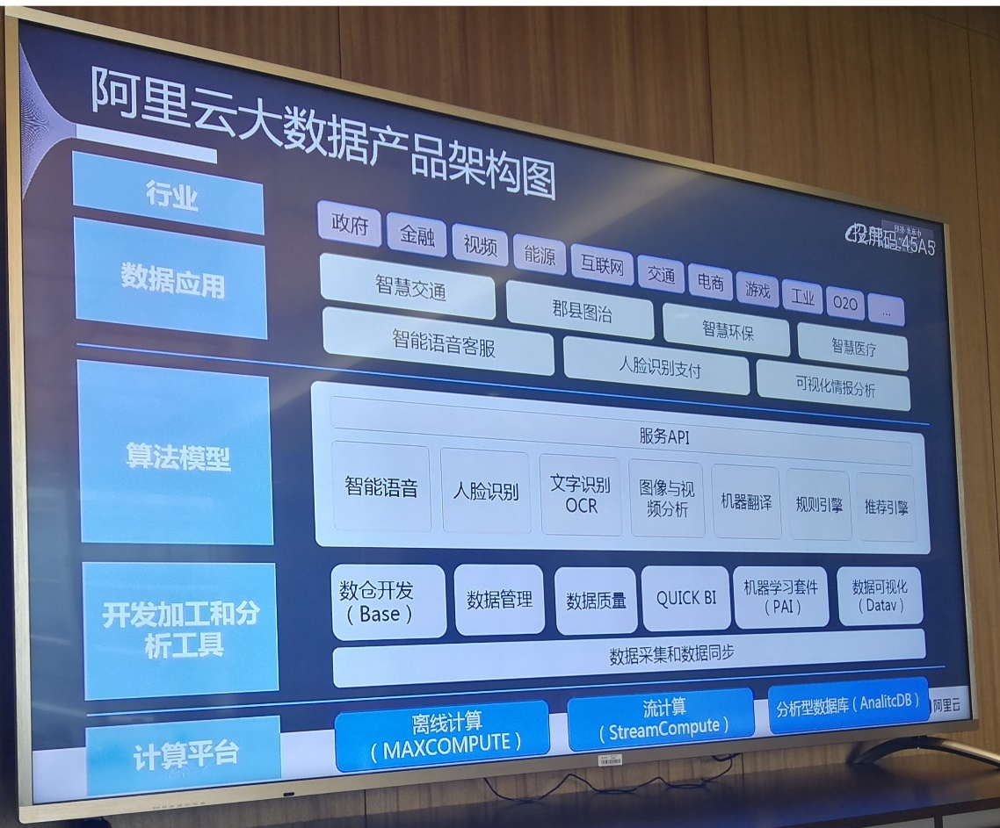 阿里云大数据产品架构图
投屏码:45A5
行业
政府
金融
视频
能源
互联网
交通
电商
游戏
工业
O2O
...
数据应用
智慧交通
郡县图治
智慧环保
智慧医疗
智能语音客服
人脸识别支付
可视化情报分析
算法模型
服务API
智能语音
人脸识别
文字识别
OCR
图像与视
频分析
机器翻译
规则引擎
推荐引擎
开发加工和分
析工具
数仓开发
（Base）
数据管理
数据质量
QUICK BI
机器学习套件
（PAI）
数据可视化
（Datav）
数据采集和数据同步
计算平台
离线计算
（MAXCOMPUTE）
流计算
（StreamCompute）
分析型数据库（AnalitcDB）
阿里云